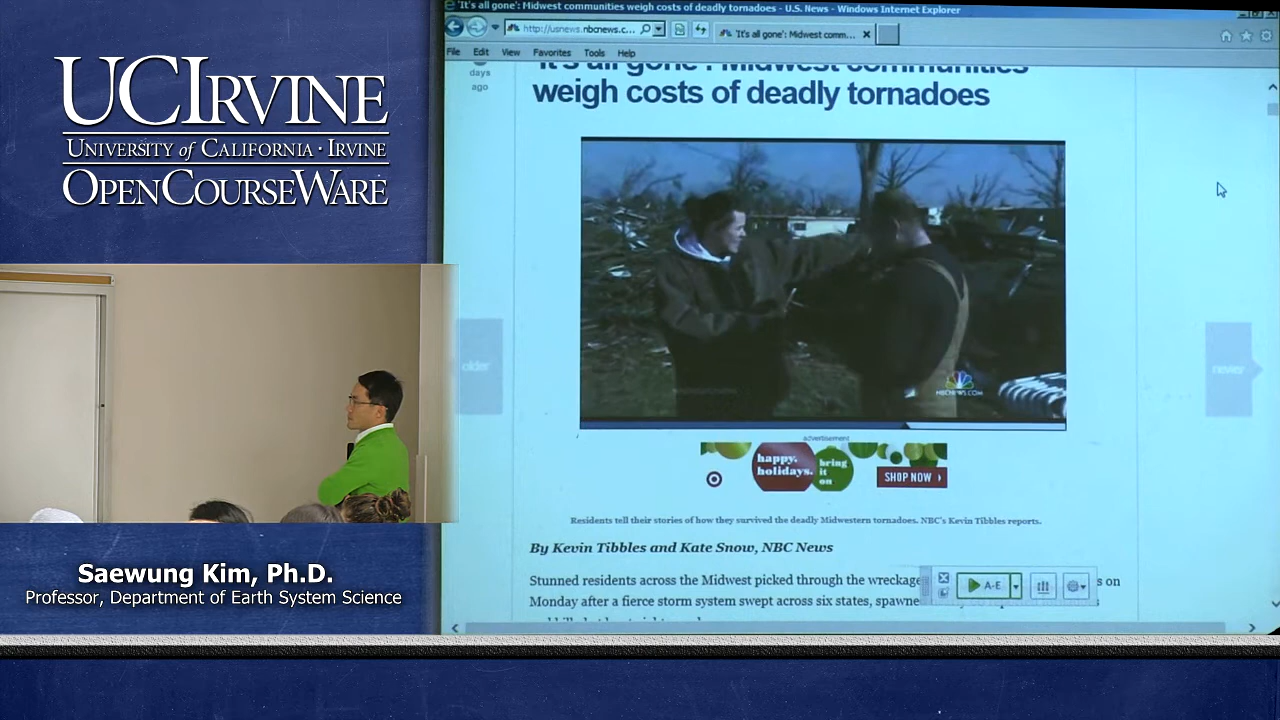 UCIRVINE
UNIVERSITY of CALIFORNIA · IRVINE
OPENCOURSEWARE
Saewung Kim, Ph.D.
Professor, Department of Earth System Science
'It's all gone': Midwest communities weigh costs of deadly tornadoes - U.S. News - Windows Internet Explorer
http://usnews.nbcnews.c...
'It's all gone': Midwest comm...
File Edit View Favorites Tools Help
days
ago
'It's all gone': Midwest communities
weigh costs of deadly tornadoes
older
newer
NBCNEWS.COM
advertisement
happy.
holidays.
bring
it
on
SHOP NOW
Residents tell their stories of how they survived the deadly Midwestern tornadoes. NBC's Kevin Tibbles reports.
By Kevin Tibbles and Kate Snow, NBC News
Stunned residents across the Midwest picked through the wreckage
on
A-E
Monday after a fierce storm system swept across six states, spawne